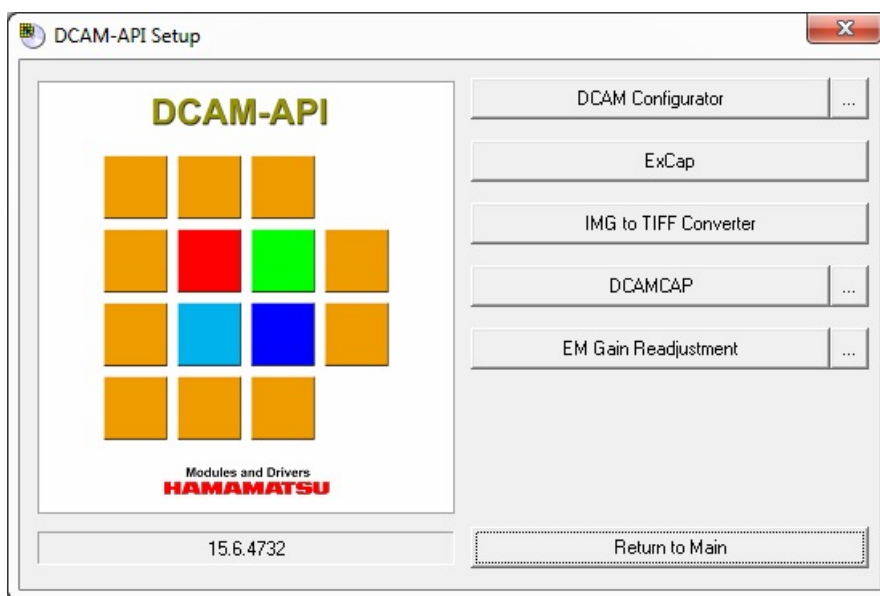 DCAM-API Setup
DCAM-API
Modules and Drivers
HAMAMATSU
15.6.4732
DCAM Configurator ...
ExCap
IMG to TIFF Converter
DCAMCAP ...
EM Gain Readjustment ...
Return to Main